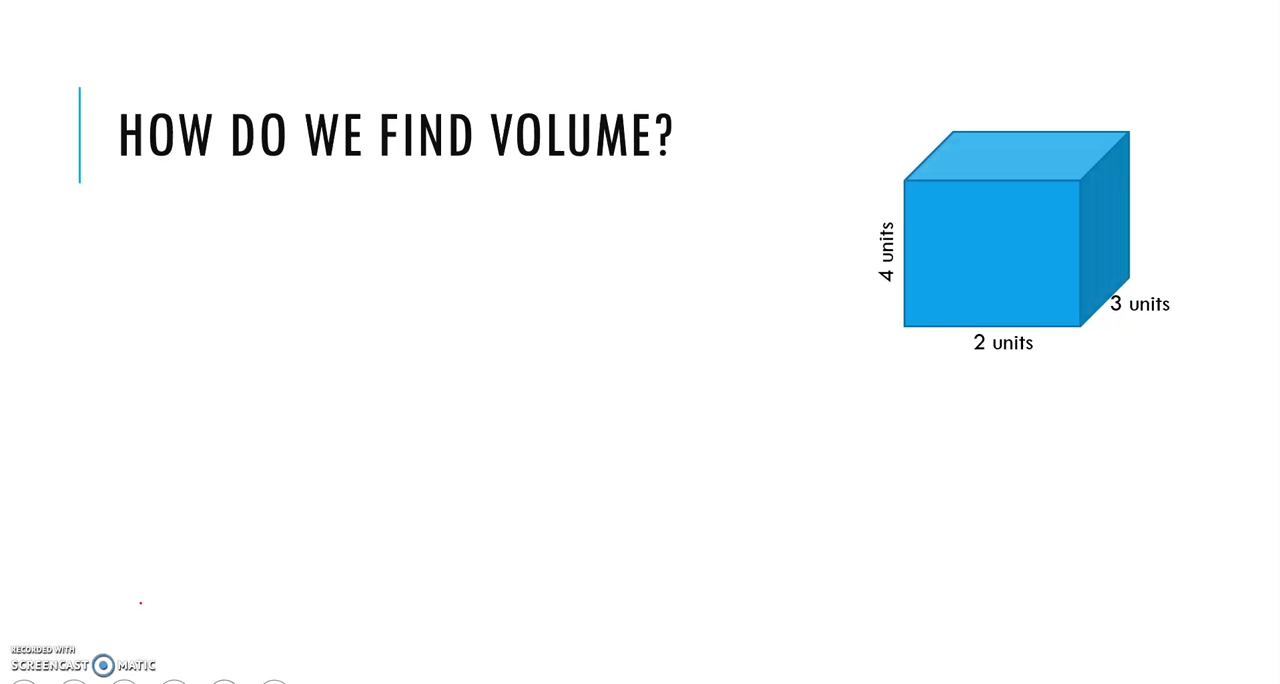 HOW DO WE FIND VOLUME?
4 units
3 units
2 units
RECORDED WITH
SCREENCAST MATIC